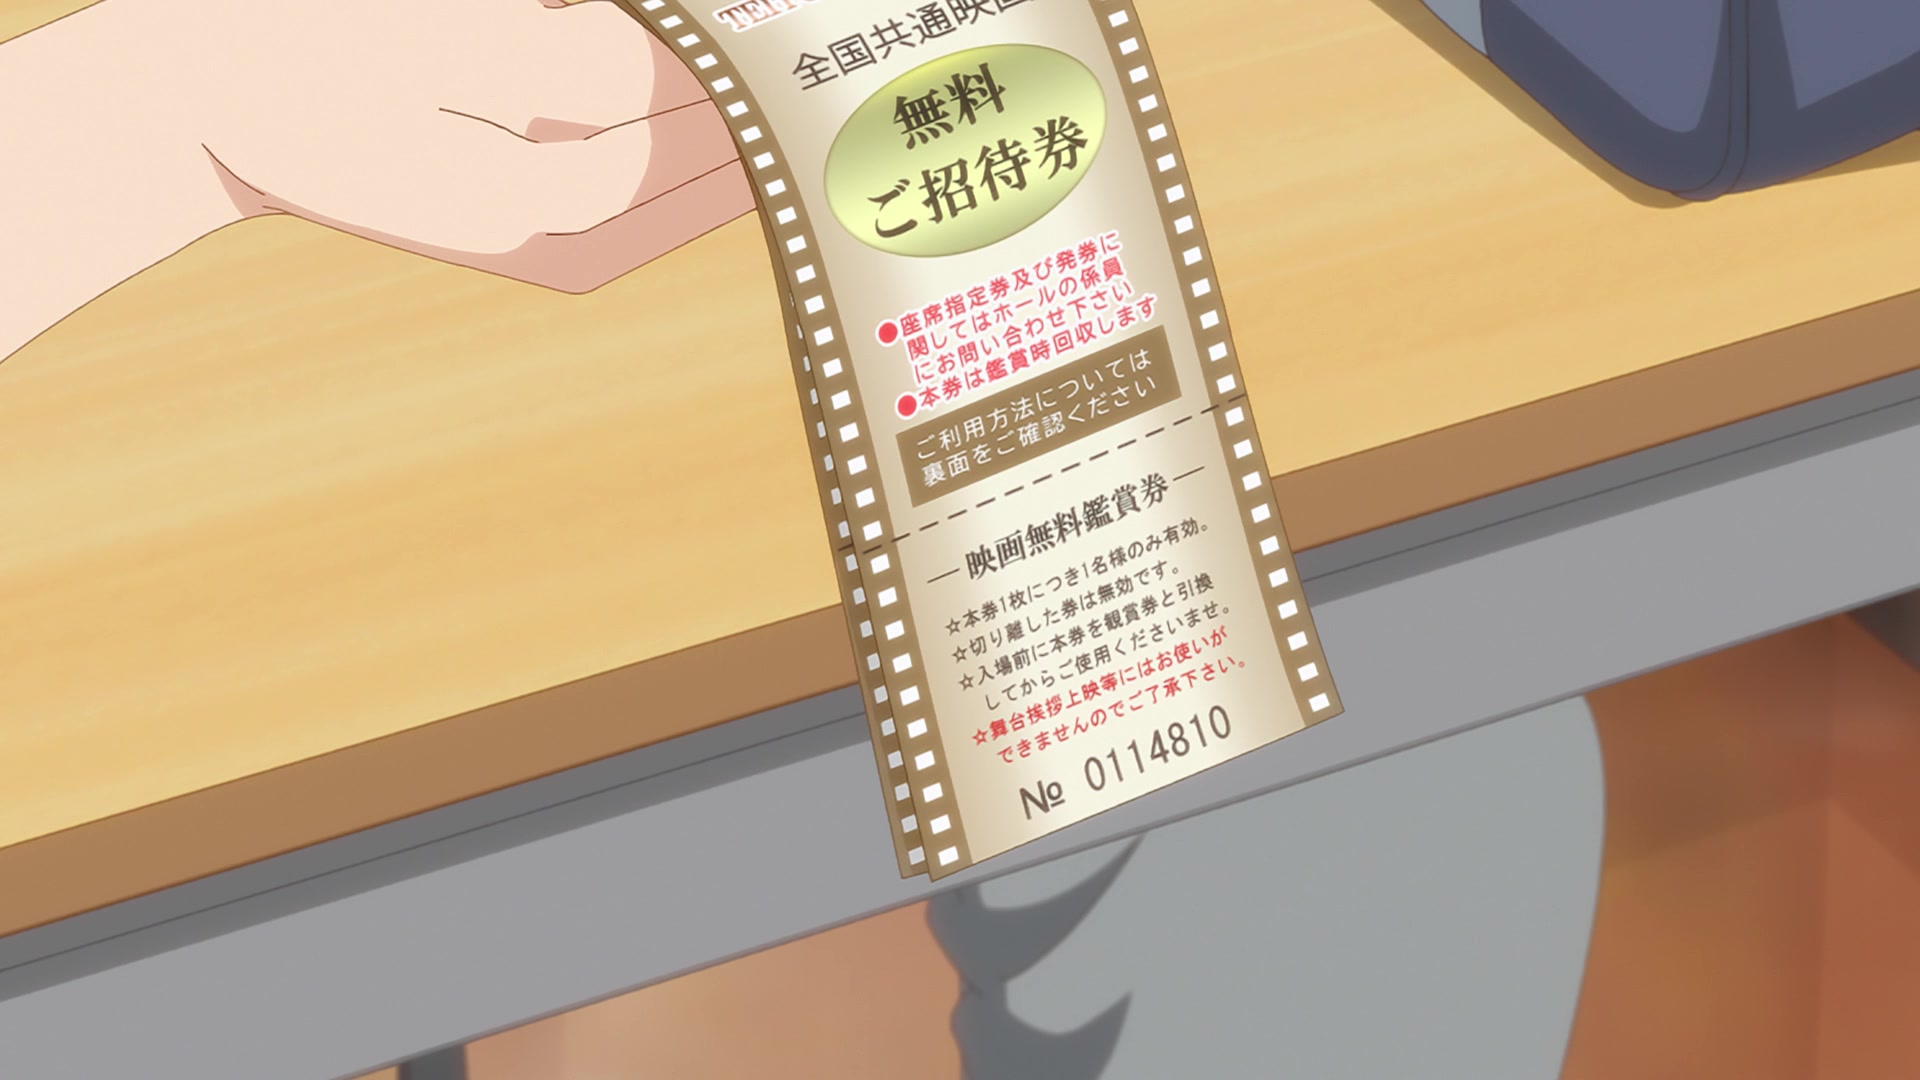 全国共通映画
無料
ご招待券
●座席指定券及び発券に
関してはホールの係員
にお問い合わせ下さい
●本券は鑑賞時回収します
ご利用方法については
裏面をご確認ください
―映画無料鑑賞券―
☆本券1枚につき1名様のみ有効。
☆切り離した券は無効です。
☆入場前に本券を観賞券と引換
してからご使用くださいませ。
☆舞台挨拶上映等にはお使いが
できませんのでご了承下さい。
№ 0114810